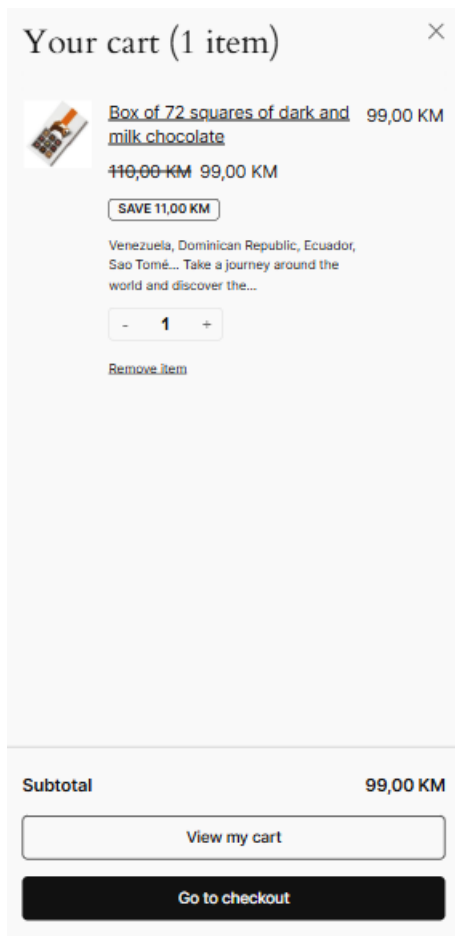 Your cart (1 item)
Box of 72 squares of dark and
milk chocolate
99,00 KM
110,00 KM 99,00 KM
SAVE 11,00 KM
Venezuela, Dominican Republic, Ecuador,
Sao Tomé... Take a journey around the
world and discover the...
- 1 +
Remove item
Subtotal 99,00 KM
View my cart
Go to checkout